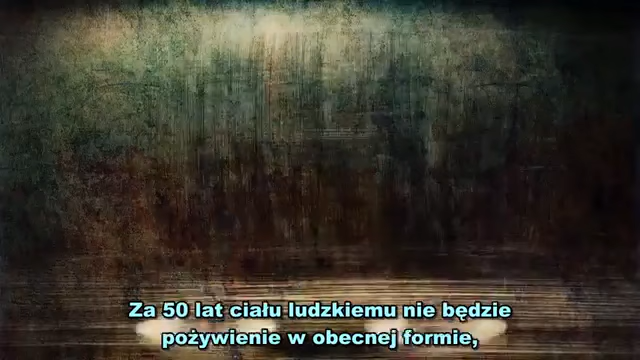 Za 50 lat ciału ludzkiemu nie będzie
pożywienie w obecnej formie,